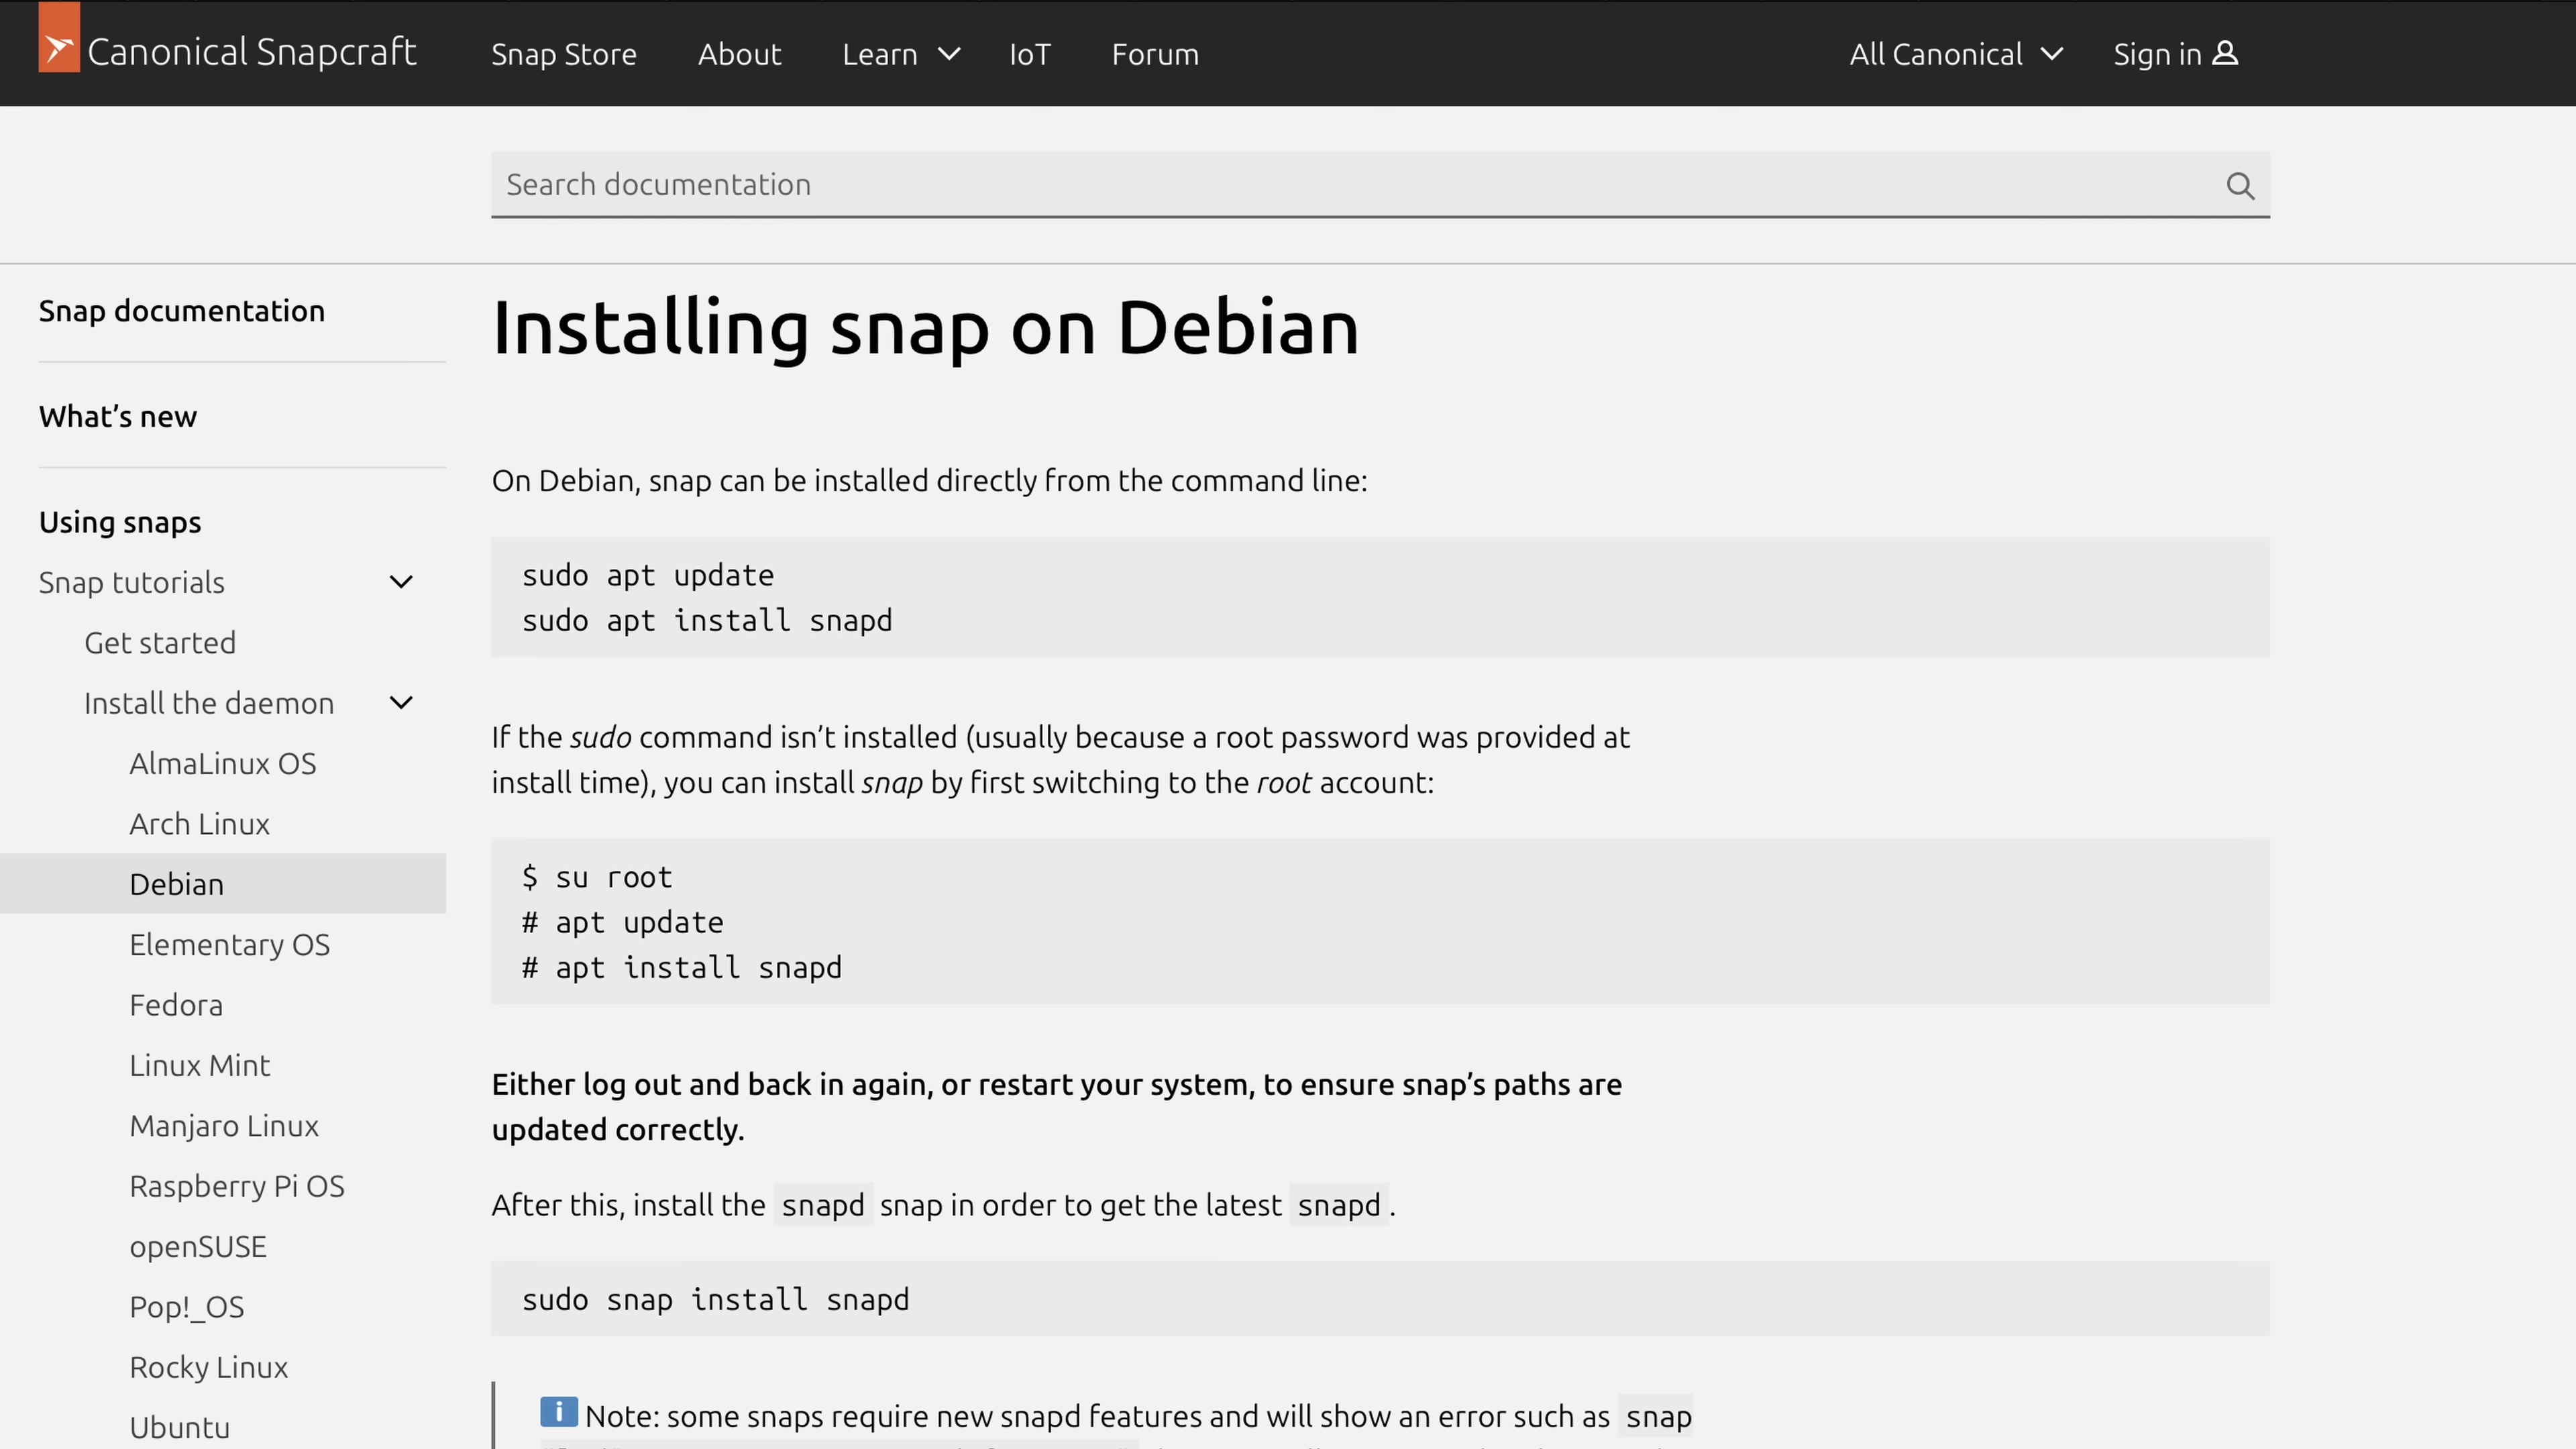 Canonical Snapcraft
Snap Store
About
Learn
IoT
Forum
All Canonical
Sign in
Search documentation
Snap documentation
What’s new
Using snaps
Snap tutorials
Get started
Install the daemon
AlmaLinux OS
Arch Linux
Debian
Elementary OS
Fedora
Linux Mint
Manjaro Linux
Raspberry Pi OS
openSUSE
Pop!_OS
Rocky Linux
Ubuntu
Installing snap on Debian
On Debian, snap can be installed directly from the command line:
sudo apt update
sudo apt install snapd
If the sudo command isn’t installed (usually because a root password was provided at
install time), you can install snap by first switching to the root account:
$ su root
# apt update
# apt install snapd
Either log out and back in again, or restart your system, to ensure snap’s paths are
updated correctly.
After this, install the snapd snap in order to get the latest snapd.
sudo snap install snapd
Note: some snaps require new snapd features and will show an error such as snap